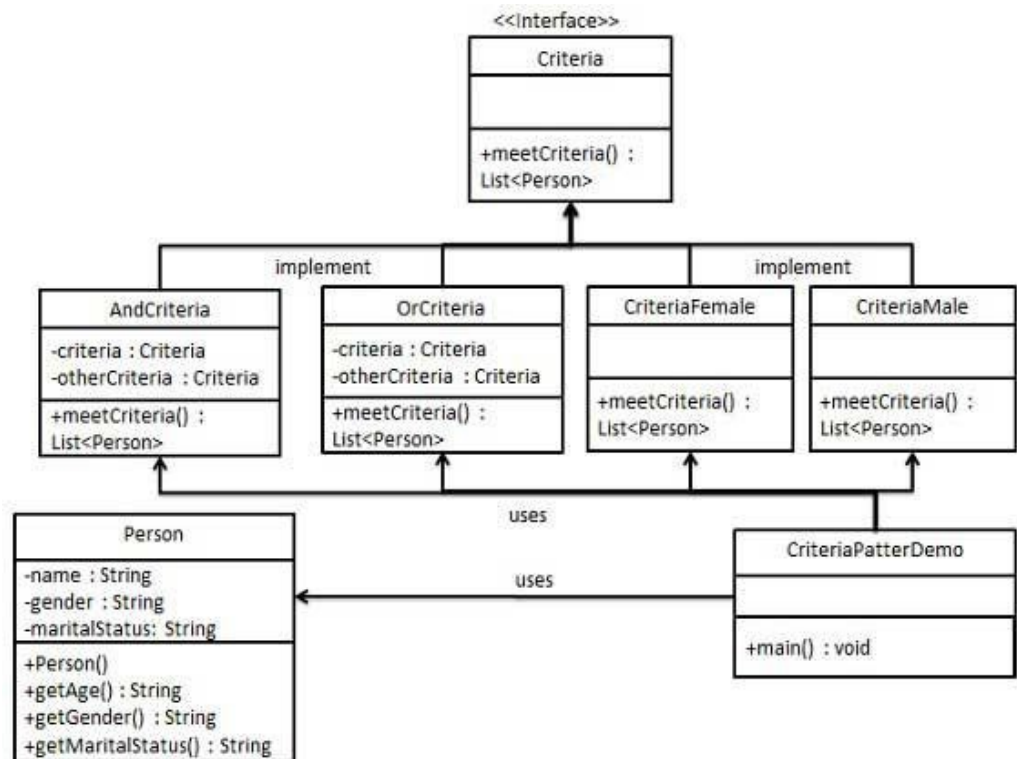 <<Interface>>
Criteria
+meetCriteria() :
List<Person>
implement
implement
AndCriteria
-criteria : Criteria
-otherCriteria : Criteria
+meetCriteria() :
List<Person>
OrCriteria
-criteria : Criteria
-otherCriteria : Criteria
+meetCriteria() :
List<Person>
CriteriaFemale
+meetCriteria() :
List<Person>
CriteriaMale
+meetCriteria() :
List<Person>
uses
Person
-name : String
-gender : String
-maritalStatus: String
+Person()
+getAge() : String
+getGender() : String
+getMaritalStatus() : String
uses
CriteriaPatterDemo
+main() : void